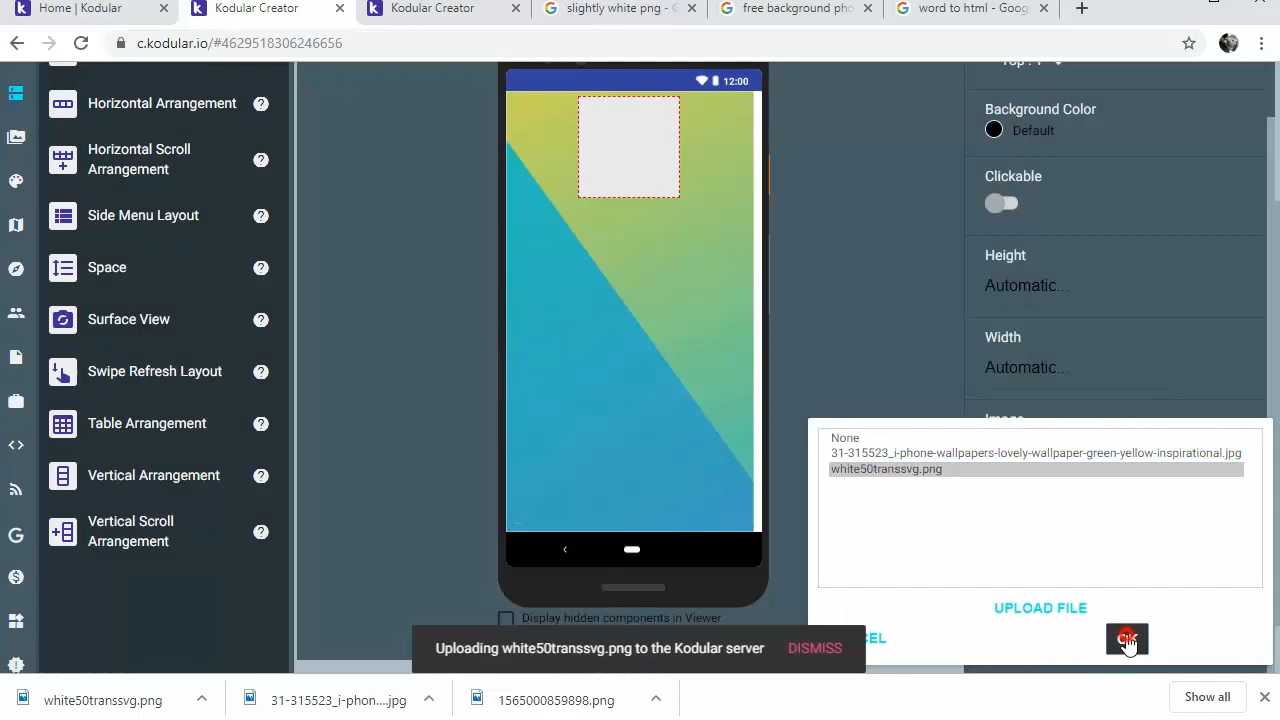 Home | Kodular
Kodular Creator
Kodular Creator
slightly white png - G
free background pho
word to html - Goog
c.kodular.io/#4629518306246656
Horizontal Arrangement
Horizontal Scroll
Arrangement
Side Menu Layout
Space
Surface View
Swipe Refresh Layout
Table Arrangement
Vertical Arrangement
Vertical Scroll
Arrangement
12:00
Display hidden components in Viewer
Background Color
Default
Clickable
Height
Automatic...
Width
Automatic...
Image
None
31-315523_i-phone-wallpapers-lovely-wallpaper-green-yellow-inspirational.jpg
white50transsvg.png
UPLOAD FILE
CEL
OK
Uploading white50transsvg.png to the Kodular server
DISMISS
white50transsvg.png
31-315523_i-phon....jpg
1565000859898.png
Show all